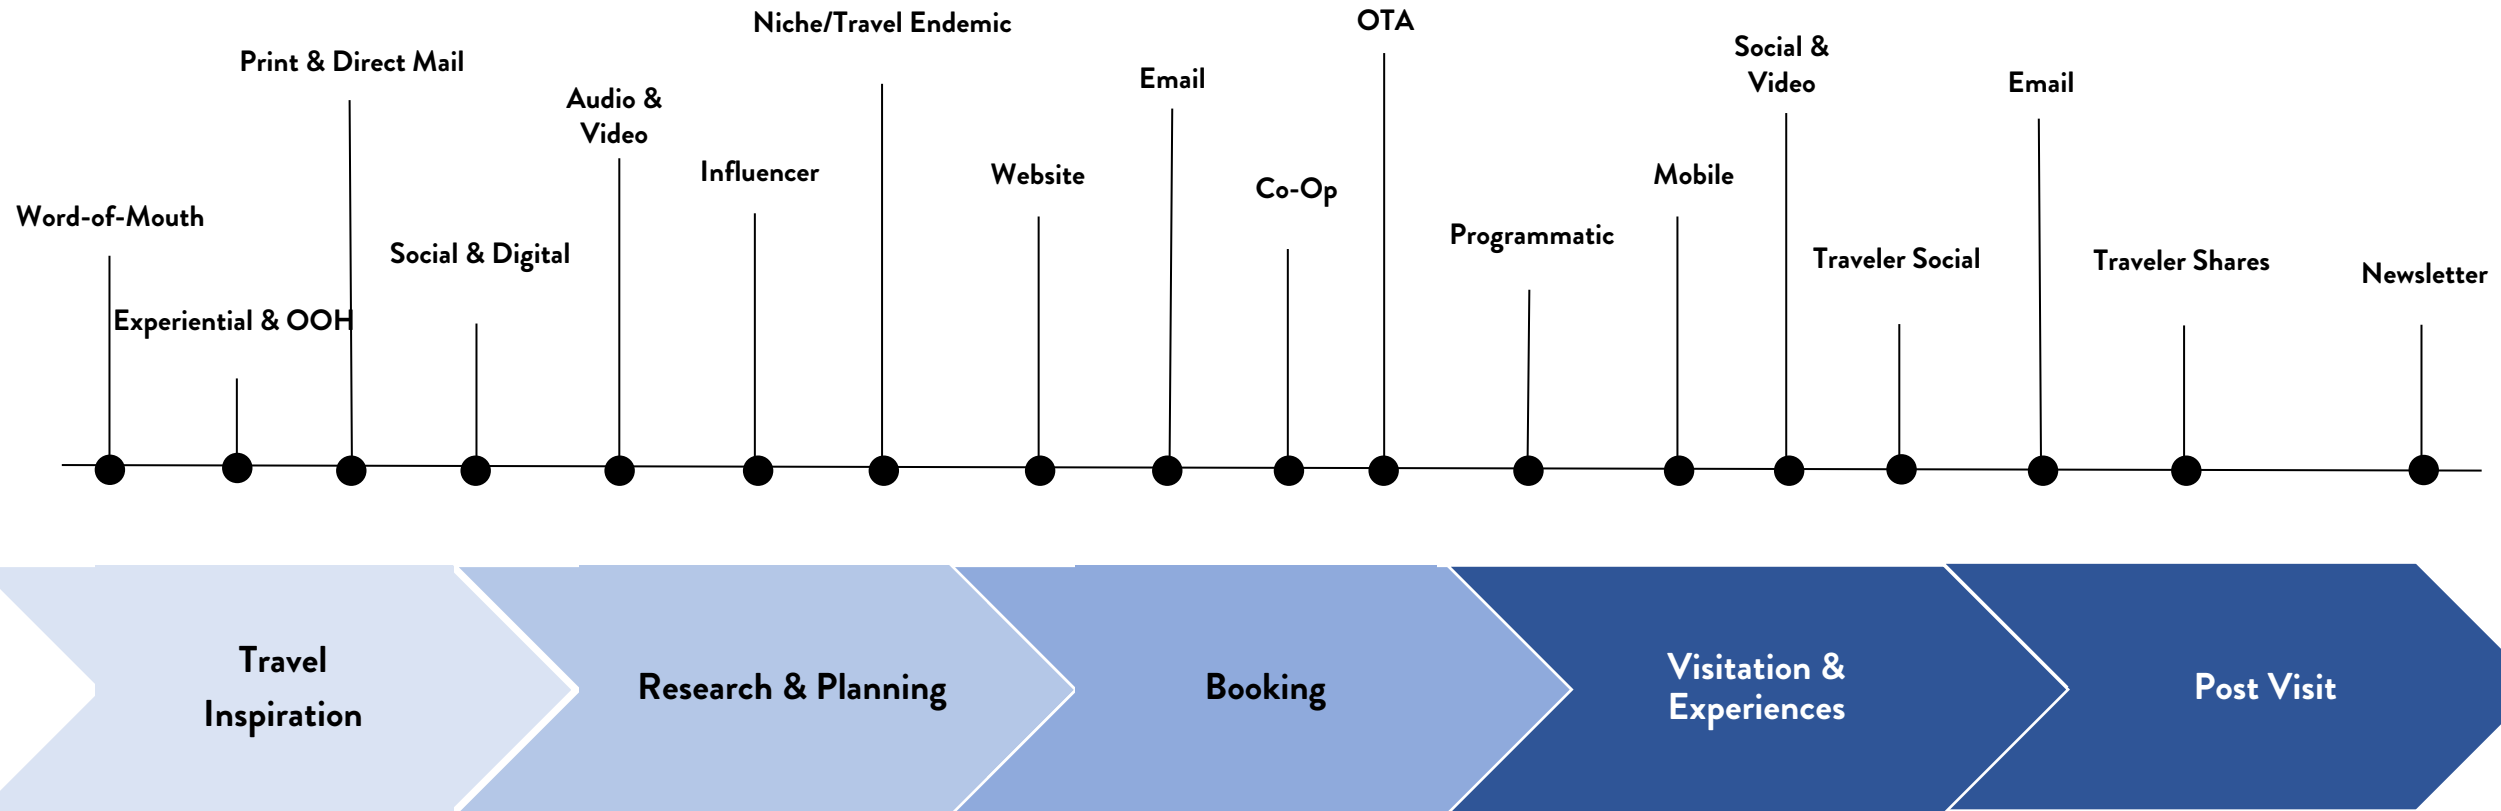 Word-of-Mouth
Experiential & OOH
Print & Direct Mail
Social & Digital
Audio &
Video
Influencer
Niche/Travel Endemic
Website
Email
Co-Op
OTA
Programmatic
Mobile
Social &
Video
Traveler Social
Email
Traveler Shares
Newsletter
Travel
Inspiration
Research & Planning
Booking
Visitation &
Experiences
Post Visit